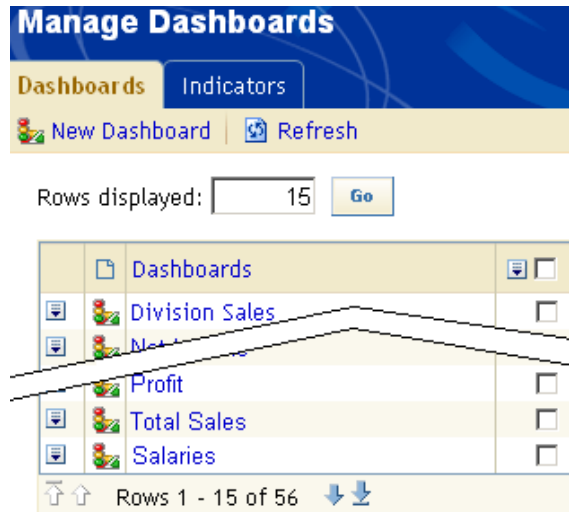 Manage Dashboards
Dashboards Indicators
New Dashboard Refresh
Rows displayed: 15 Go
Dashboards
Division Sales
Profit
Total Sales
Salaries
Rows 1 - 15 of 56